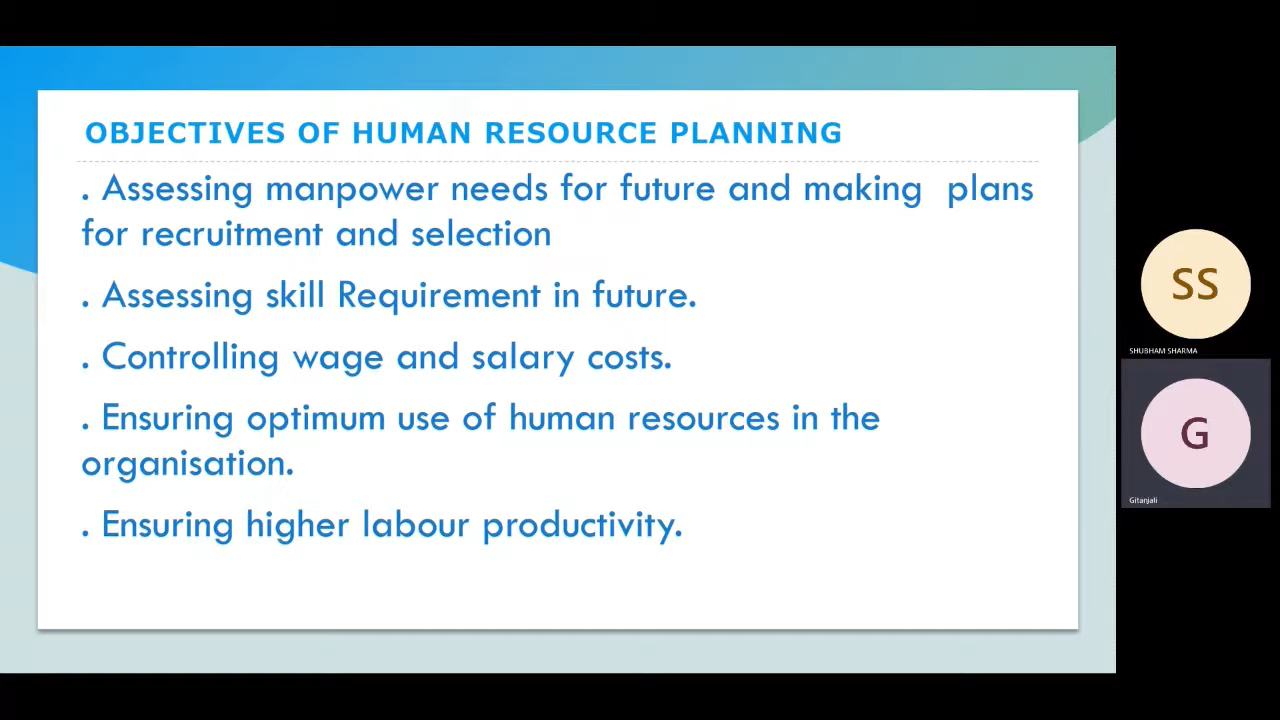 OBJECTIVES OF HUMAN RESOURCE PLANNING
. Assessing manpower needs for future and making  plans
for recruitment and selection
. Assessing skill Requirement in future.
. Controlling wage and salary costs.
. Ensuring optimum use of human resources in the
organisation.
. Ensuring higher labour productivity.
SS
SHUBHAM SHARMA
G
Gitanjali